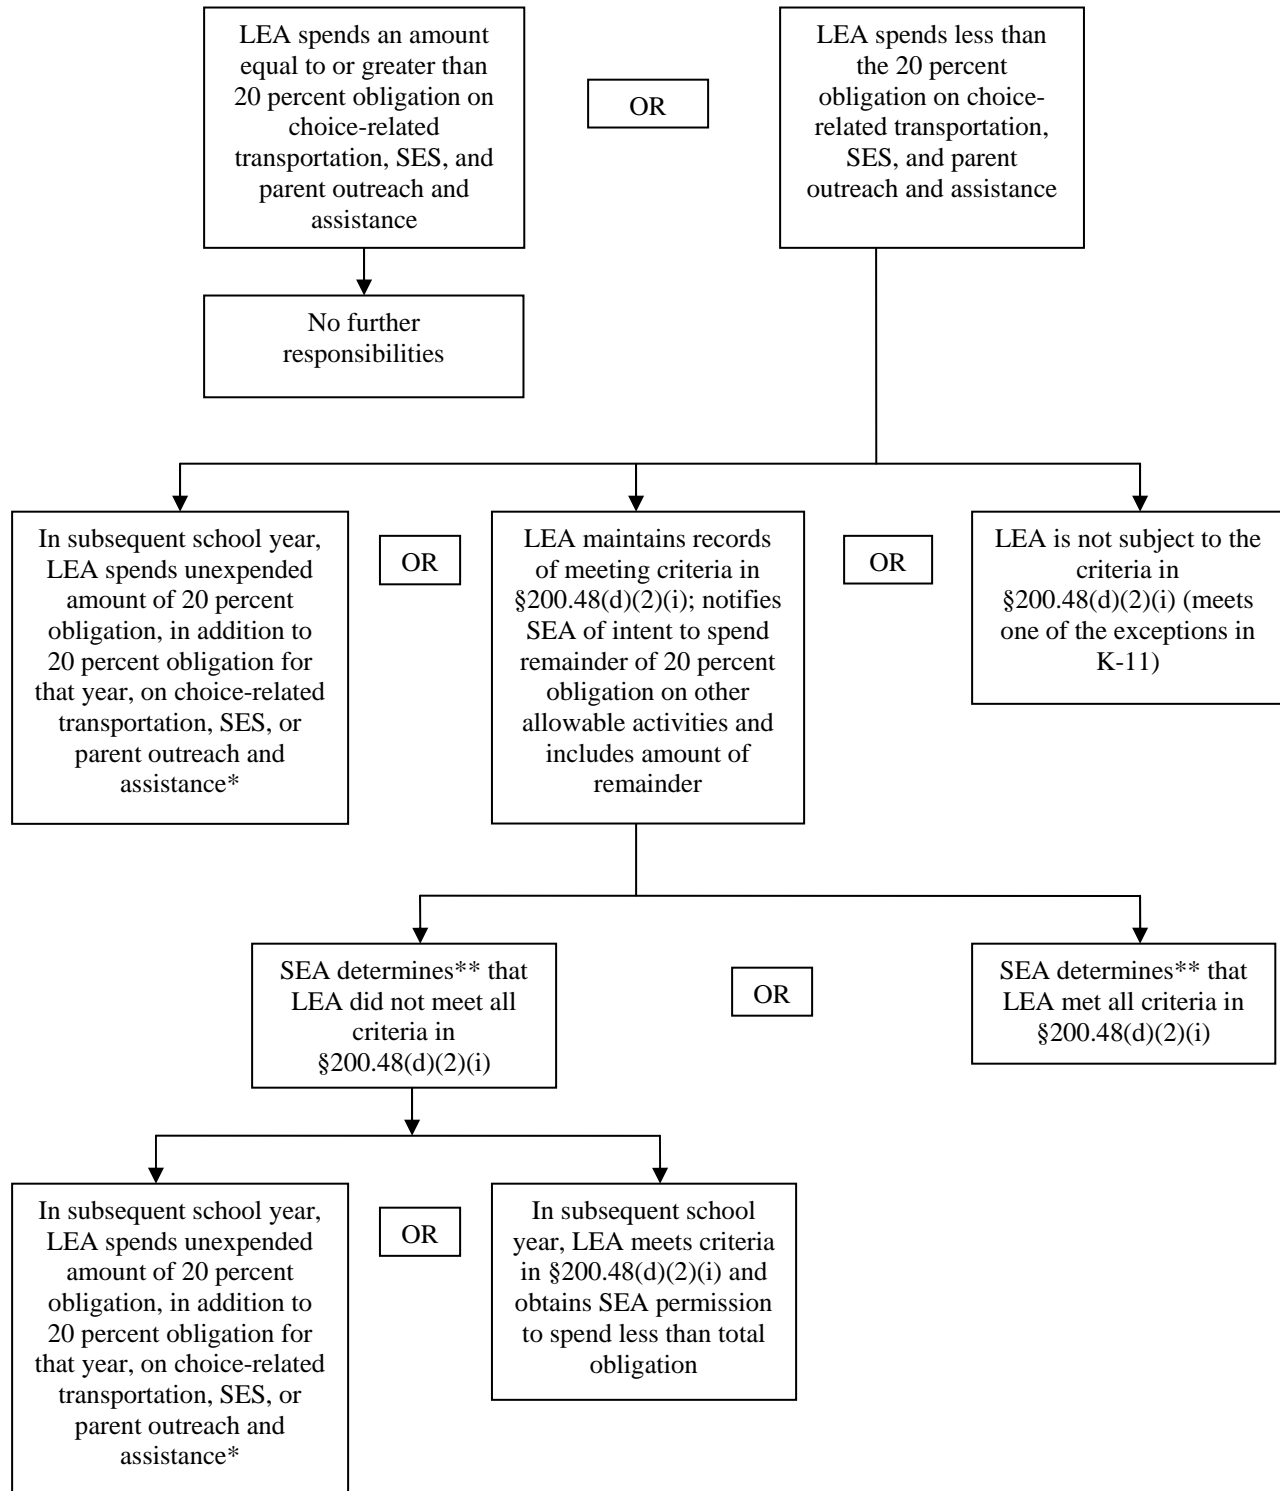 LEA spends an amount
equal to or greater than
20 percent obligation on
choice-related
transportation, SES, and
parent outreach and
assistance
OR
LEA spends less than
the 20 percent
obligation on choice-
related transportation,
SES, and parent
outreach and assistance
No further
responsibilities
In subsequent school year,
LEA spends unexpended
amount of 20 percent
obligation, in addition to
20 percent obligation for
that year, on choice-related
transportation, SES, or
parent outreach and
assistance*
OR
LEA maintains records
of meeting criteria in
§200.48(d)(2)(i); notifies
SEA of intent to spend
remainder of 20 percent
obligation on other
allowable activities and
includes amount of
remainder
OR
LEA is not subject to the
criteria in
§200.48(d)(2)(i) (meets
one of the exceptions in
K-11)
SEA determines** that
LEA did not meet all
criteria in
§200.48(d)(2)(i)
OR
SEA determines** that
LEA met all criteria in
§200.48(d)(2)(i)
In subsequent school year,
LEA spends unexpended
amount of 20 percent
obligation, in addition to
20 percent obligation for
that year, on choice-related
transportation, SES, or
parent outreach and
assistance*
OR
In subsequent school
year, LEA meets criteria
in §200.48(d)(2)(i) and
obtains SEA permission
to spend less than total
obligation